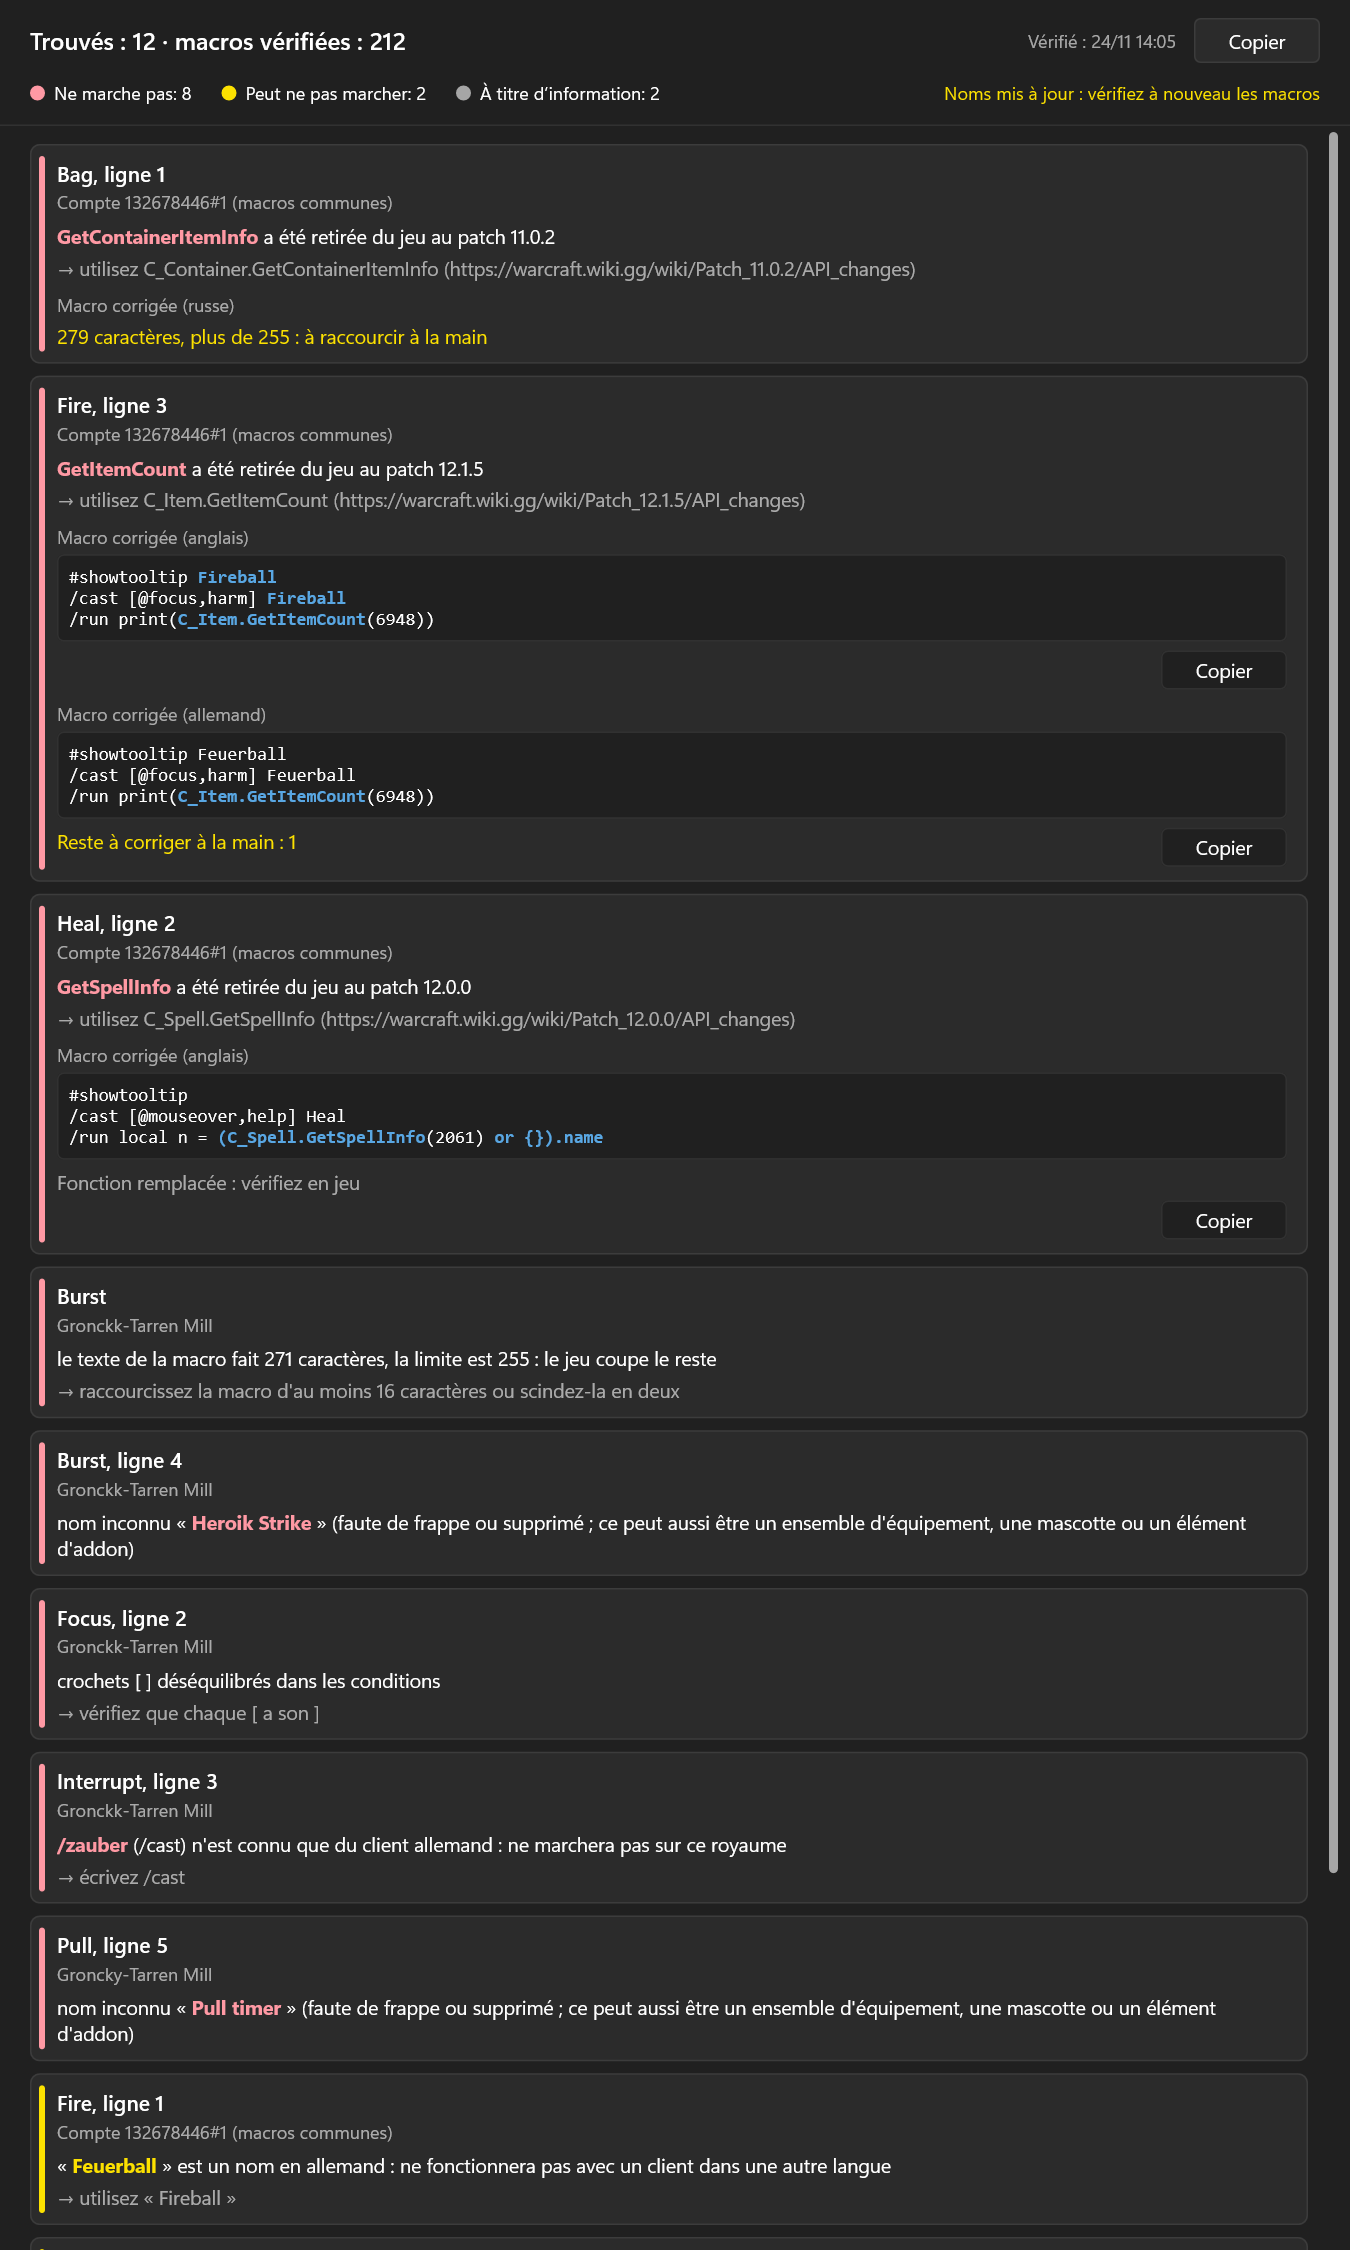 Trouvés : 12 · macros vérifiées : 212
Vérifié : 24/11 14:05
Copier
Ne marche pas: 8
Peut ne pas marcher: 2
À titre d’information: 2
Noms mis à jour : vérifiez à nouveau les macros
Bag, ligne 1
Compte 132678446#1 (macros communes)
GetContainerItemInfo a été retirée du jeu au patch 11.0.2
→ utilisez C_Container.GetContainerItemInfo (https://warcraft.wiki.gg/wiki/Patch_11.0.2/API_changes)
Macro corrigée (russe)
279 caractères, plus de 255 : à raccourcir à la main
Fire, ligne 3
Compte 132678446#1 (macros communes)
GetItemCount a été retirée du jeu au patch 12.1.5
→ utilisez C_Item.GetItemCount (https://warcraft.wiki.gg/wiki/Patch_12.1.5/API_changes)
Macro corrigée (anglais)
#showtooltip Fireball
/cast [@focus,harm] Fireball
/run print(C_Item.GetItemCount(6948))
Copier
Macro corrigée (allemand)
#showtooltip Feuerball
/cast [@focus,harm] Feuerball
/run print(C_Item.GetItemCount(6948))
Reste à corriger à la main : 1
Copier
Heal, ligne 2
Compte 132678446#1 (macros communes)
GetSpellInfo a été retirée du jeu au patch 12.0.0
→ utilisez C_Spell.GetSpellInfo (https://warcraft.wiki.gg/wiki/Patch_12.0.0/API_changes)
Macro corrigée (anglais)
#showtooltip
/cast [@mouseover,help] Heal
/run local n = (C_Spell.GetSpellInfo(2061) or {}).name
Fonction remplacée : vérifiez en jeu
Copier
Burst
Gronckk-Tarren Mill
le texte de la macro fait 271 caractères, la limite est 255 : le jeu coupe le reste
→ raccourcissez la macro d'au moins 16 caractères ou scindez-la en deux
Burst, ligne 4
Gronckk-Tarren Mill
nom inconnu « Heroik Strike » (faute de frappe ou supprimé ; ce peut aussi être un ensemble d'équipement, une mascotte ou un élément
d'addon)
Focus, ligne 2
Gronckk-Tarren Mill
crochets [ ] déséquilibrés dans les conditions
→ vérifiez que chaque [ a son ]
Interrupt, ligne 3
Gronckk-Tarren Mill
/zauber (/cast) n'est connu que du client allemand : ne marchera pas sur ce royaume
→ écrivez /cast
Pull, ligne 5
Groncky-Tarren Mill
nom inconnu « Pull timer » (faute de frappe ou supprimé ; ce peut aussi être un ensemble d'équipement, une mascotte ou un élément
d'addon)
Fire, ligne 1
Compte 132678446#1 (macros communes)
« Feuerball » est un nom en allemand : ne fonctionnera pas avec un client dans une autre langue
→ utilisez « Fireball »